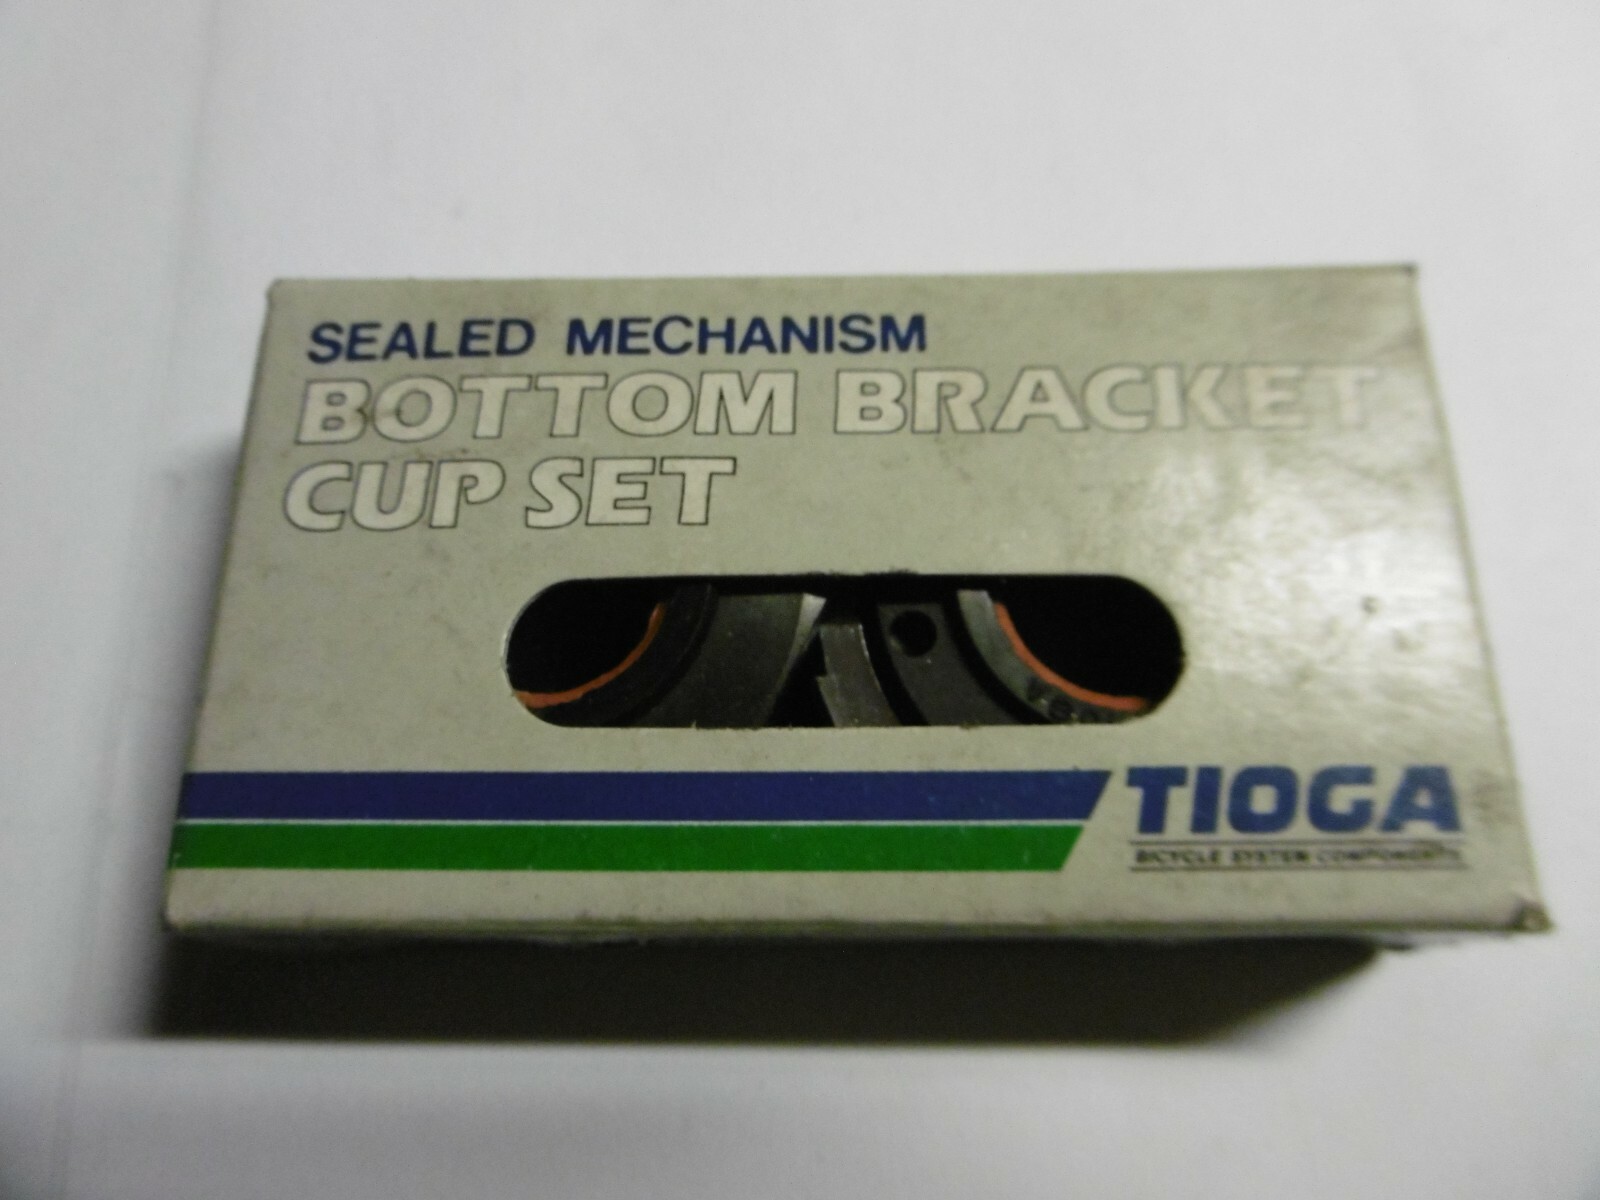 SEALED MECHANISM
BOTTOM BRACKET
CUP SET
TIOGA
BICYCLE SYSTEM COMPONENTS